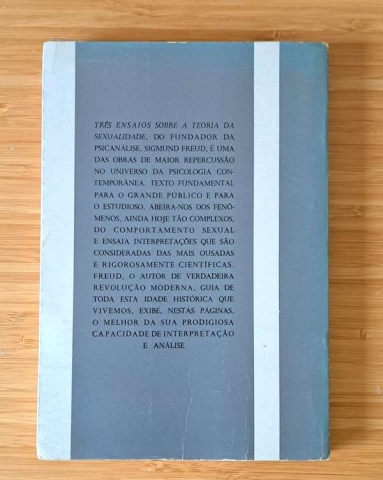 TRÊS ENSAIOS SOBRE A TEORIA DA
SEXUALIDADE, DO FUNDADOR DA
PSICANÁLISE, SIGMUND FREUD, É UMA
DAS OBRAS DE MAIOR REPERCUSSÃO
NO UNIVERSO DA PSICOLOGIA CON-
TEMPORÂNEA. TEXTO FUNDAMENTAL
PARA O GRANDE PÚBLICO E PARA
O ESTUDIOSO, ABEIRA-NOS DOS FENÓ-
MENOS, AINDA HOJE TÃO COMPLEXOS,
DO COMPORTAMENTO SEXUAL
E ENSAIA INTERPRETAÇÕES QUE SÃO
CONSIDERADAS DAS MAIS OUSADAS
E RIGOROSAMENTE CIENTÍFICAS.
FREUD, O AUTOR DE VERDADEIRA
REVOLUÇÃO MODERNA, GUIA DE
TODA ESTA IDADE HISTÓRICA QUE
VIVEMOS, EXIBE, NESTAS PÁGINAS,
O MELHOR DA SUA PRODIGIOSA
CAPACIDADE DE INTERPRETAÇÃO
E ANÁLISE